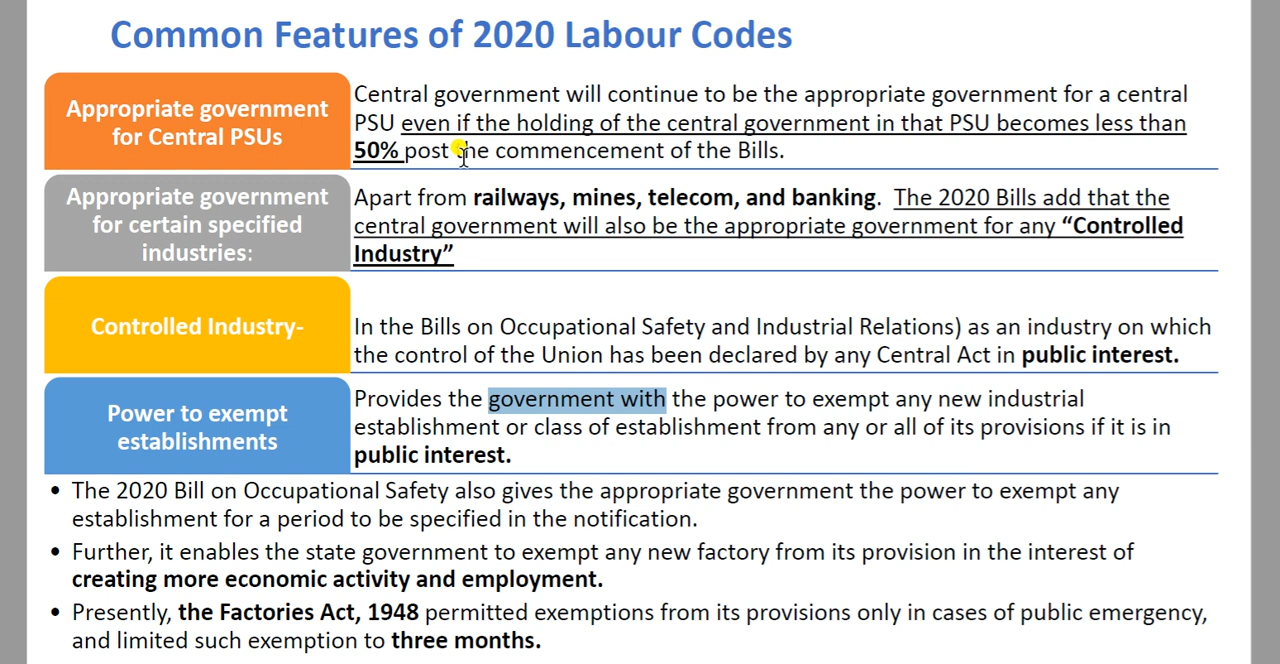 Common Features of 2020 Labour Codes
Appropriate government
for Central PSUs
Central government will continue to be the appropriate government for a central
PSU even if the holding of the central government in that PSU becomes less than
50% post the commencement of the Bills.
Appropriate government
for certain specified
industries:
Apart from railways, mines, telecom, and banking. The 2020 Bills add that the
central government will also be the appropriate government for any “Controlled
Industry”
Controlled Industry-
In the Bills on Occupational Safety and Industrial Relations) as an industry on which
the control of the Union has been declared by any Central Act in public interest.
Power to exempt
establishments
Provides the government with the power to exempt any new industrial
establishment or class of establishment from any or all of its provisions if it is in
public interest.
• The 2020 Bill on Occupational Safety also gives the appropriate government the power to exempt any
establishment for a period to be specified in the notification.
• Further, it enables the state government to exempt any new factory from its provision in the interest of
creating more economic activity and employment.
• Presently, the Factories Act, 1948 permitted exemptions from its provisions only in cases of public emergency,
and limited such exemption to three months.